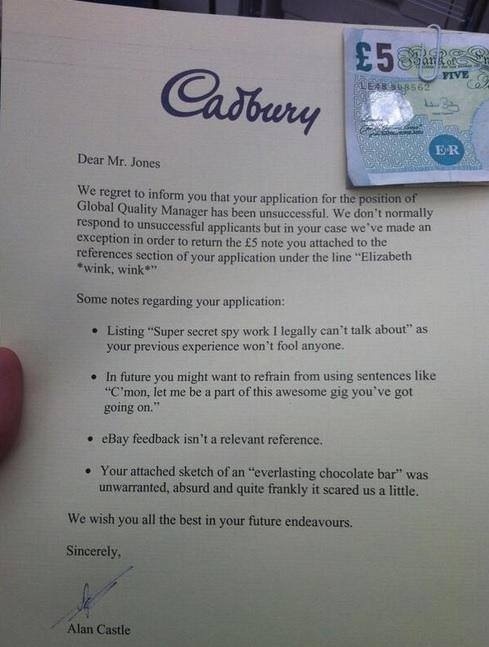 £5
Bank of
FIVE
Cadbury
E R
Dear Mr. Jones
We regret to inform you that your application for the position of
Global Quality Manager has been unsuccessful. We don't normally
respond to unsuccessful applicants but in your case we've made an
exception in order to return the £5 note you attached to the
references section of your application under the line “Elizabeth
*wink, wink*”
Some notes regarding your application:
• Listing “Super secret spy work I legally can't talk about” as
your previous experience won't fool anyone.
• In future you might want to refrain from using sentences like
“C'mon, let me be a part of this awesome gig you've got
going on.”
• eBay feedback isn't a relevant reference.
• Your attached sketch of an “everlasting chocolate bar” was
unwarranted, absurd and quite frankly it scared us a little.
We wish you all the best in your future endeavours.
Sincerely,
Alan Castle